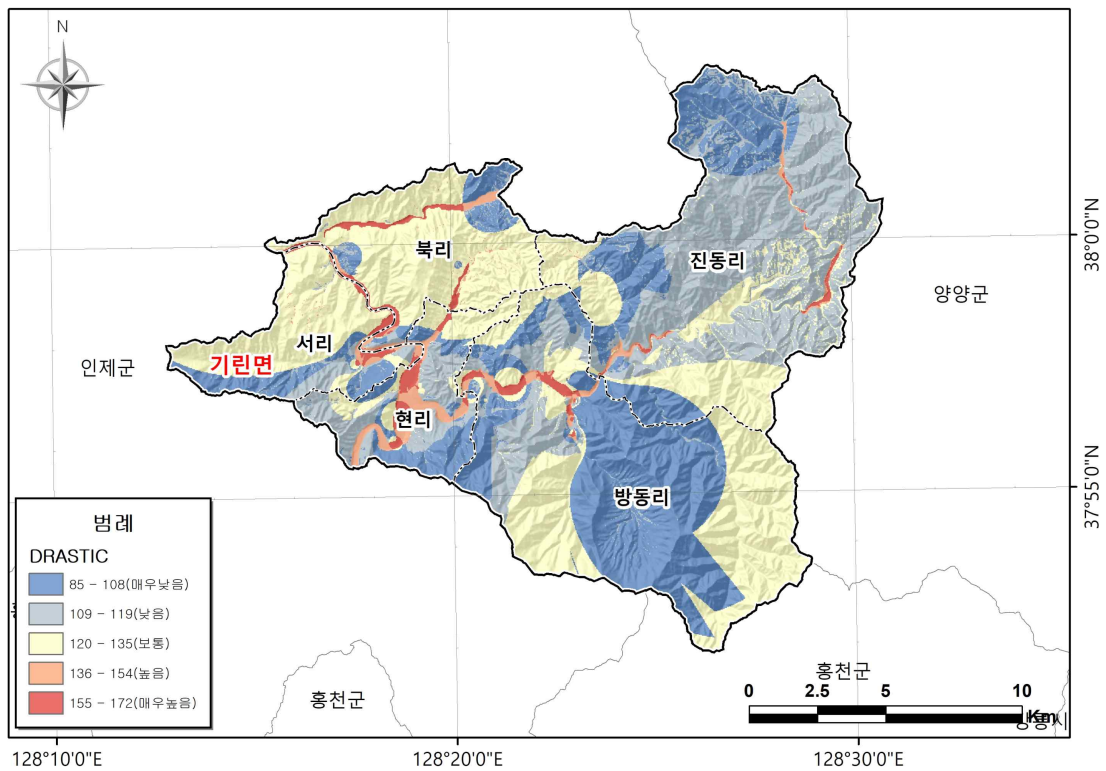 N
북리
진동리
양양군
38°0'0"N
서리
기린면
인제군
현리
방동리
37°55'0"N
범례
DRASTIC
85 - 108(매우낮음)
109 - 119(낮음)
120 - 135(보통)
136 - 154(높음)
155 - 172(매우높음)
홍천군
홍천군
0 2.5 5 10
Km
128°10'0"E 128°20'0"E 128°30'0"E